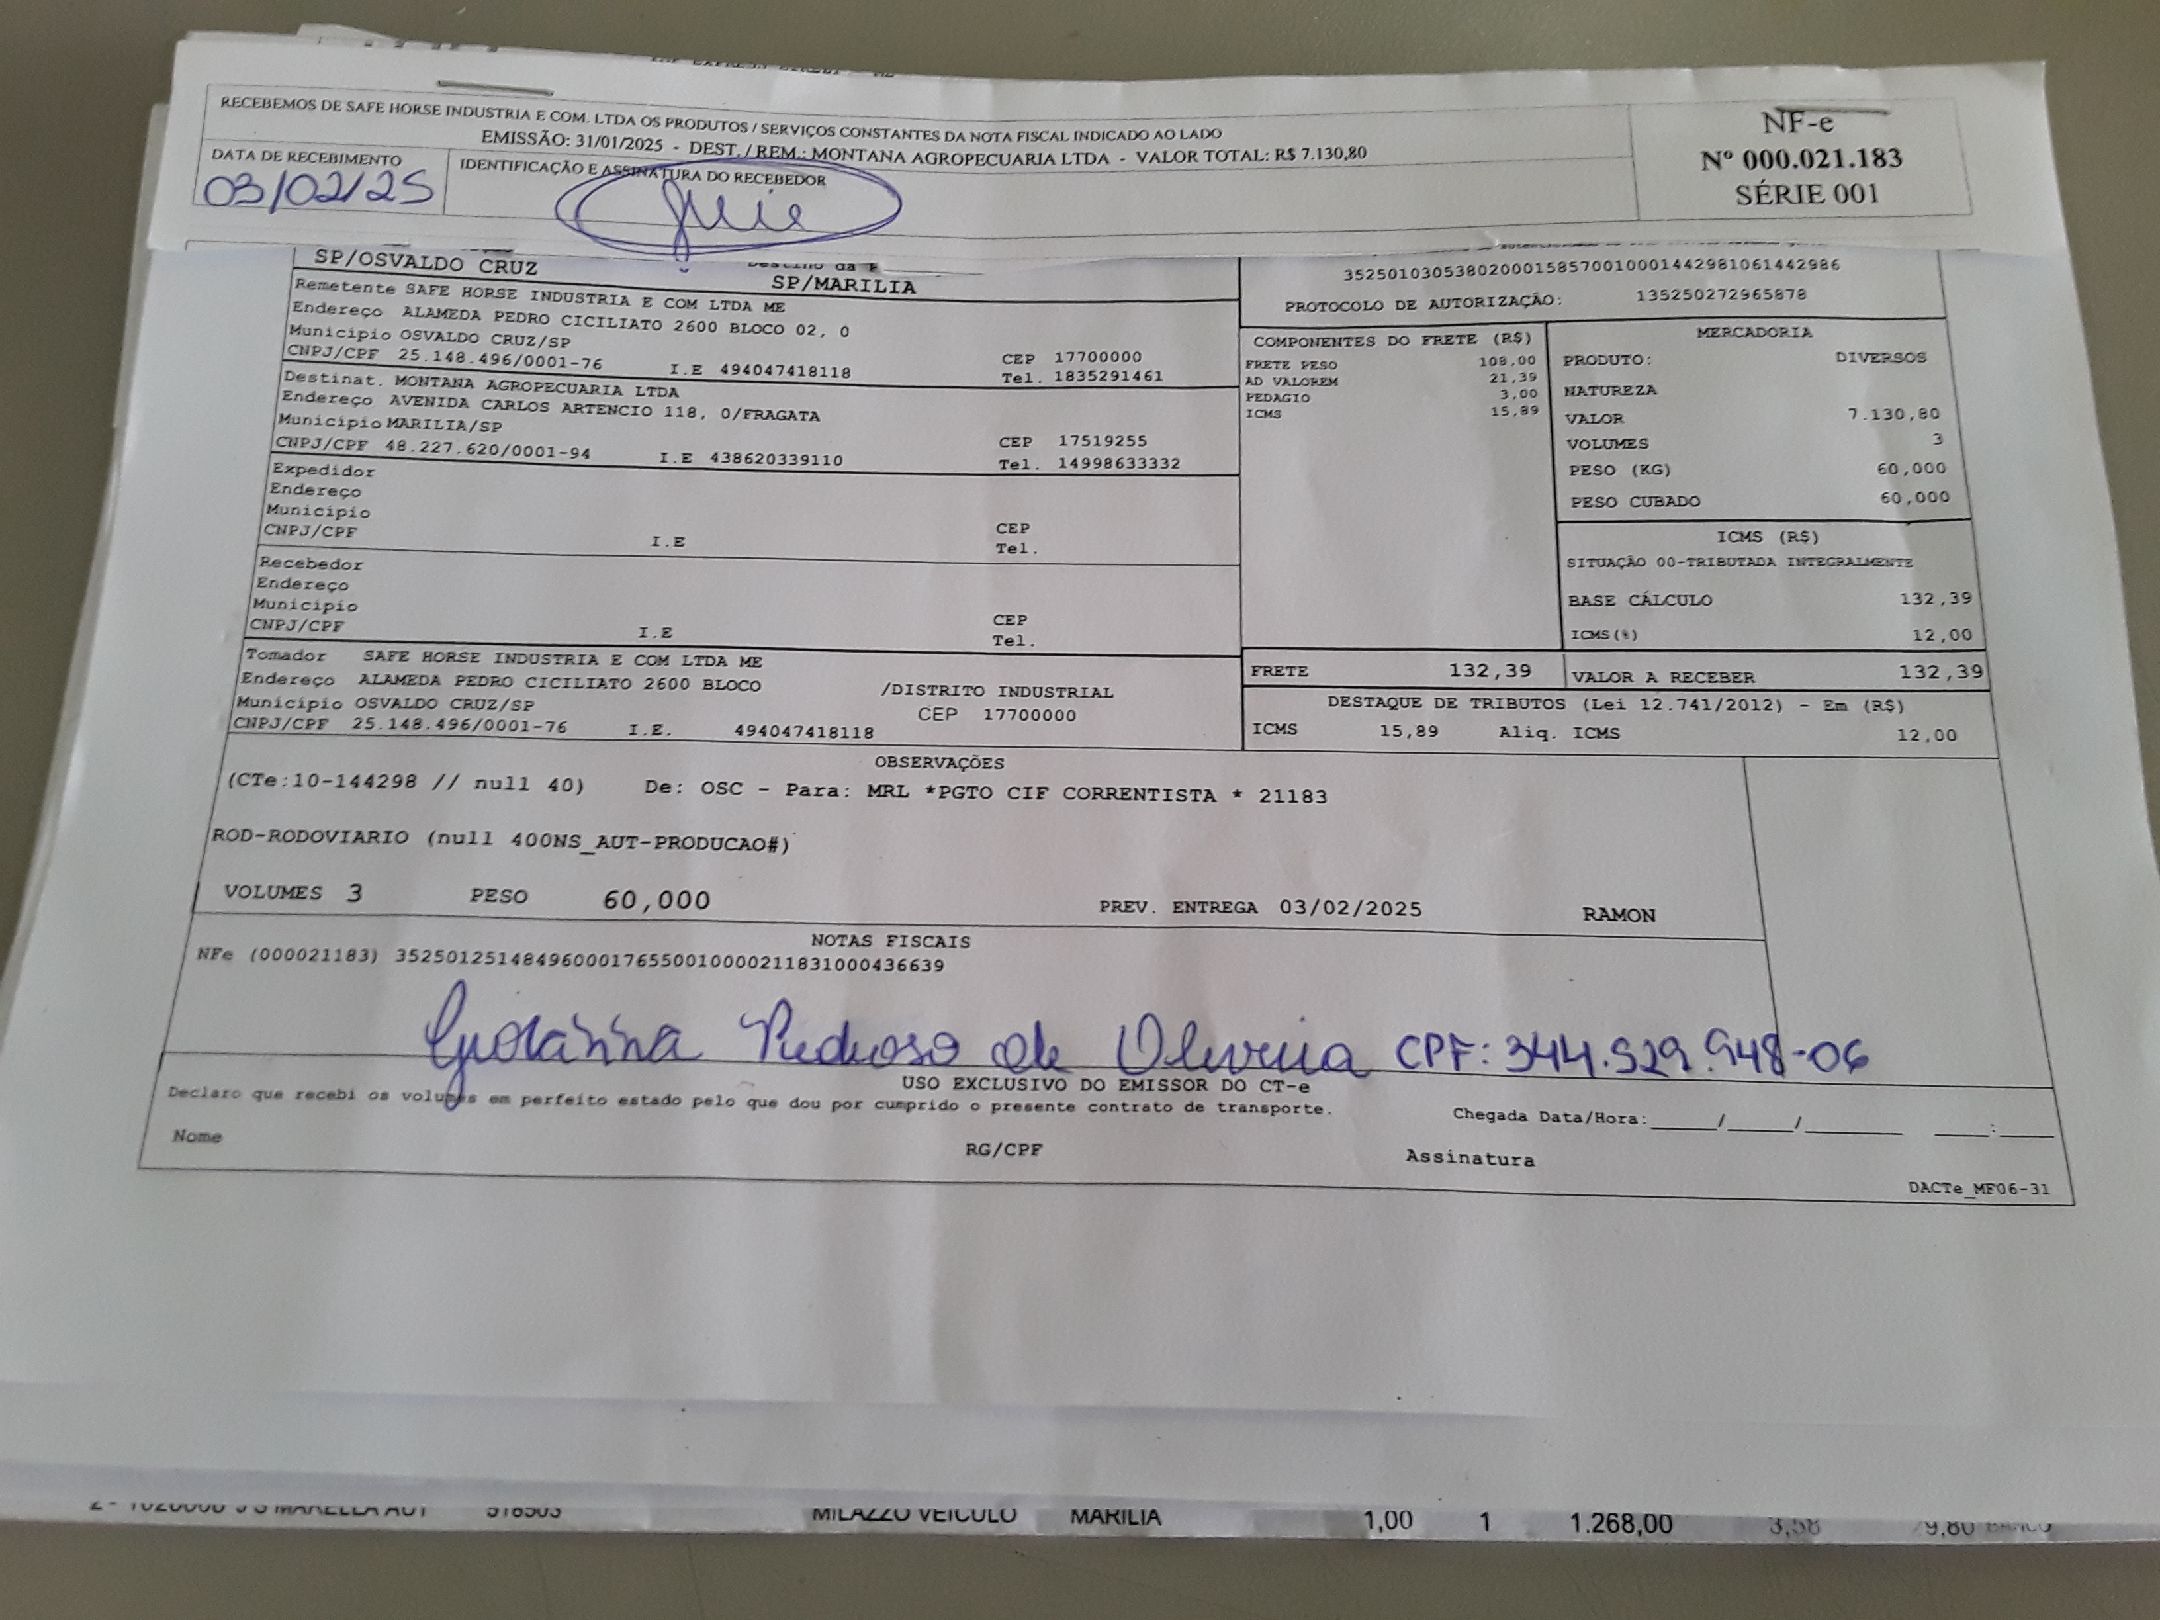 RECEBEMOS DE SAFE HORSE INDUSTRIA E COM. LTDA OS PRODUTOS / SERVIÇOS CONSTANTES DA NOTA FISCAL INDICADO AO LADO
EMISSÃO: 31/01/2025 - DEST. / REM.: MONTANA AGROPECUARIA LTDA - VALOR TOTAL: R$ 7.130,80
DATA DE RECEBIMENTO
03/02/25
IDENTIFICAÇÃO E ASSINATURA DO RECEBEDOR
NF-e
Nº 000.021.183
SÉRIE 001
SP/OSVALDO CRUZ
SP/MARILIA
Remetente SAFE HORSE INDUSTRIA E COM LTDA ME
Endereço ALAMEDA PEDRO CICILIATO 2600 BLOCO 02, 0
Municipio OSVALDO CRUZ/SP CEP 17700000
CNPJ/CPF 25.148.496/0001-76 I.E 494047418118 Tel. 1835291461
Destinat. MONTANA AGROPECUARIA LTDA
Endereço AVENIDA CARLOS ARTENCIO 118, 0/FRAGATA
Municipio MARILIA/SP CEP 17519255
CNPJ/CPF 48.227.620/0001-94 I.E 438620339110 Tel. 14998633332
Expedidor
Endereço
Municipio CEP
CNPJ/CPF I.E Tel.
Recebedor
Endereço
Municipio CEP
CNPJ/CPF I.E Tel.
Tomador SAFE HORSE INDUSTRIA E COM LTDA ME
Endereço ALAMEDA PEDRO CICILIATO 2600 BLOCO /DISTRITO INDUSTRIAL
Municipio OSVALDO CRUZ/SP CEP 17700000
CNPJ/CPF 25.148.496/0001-76 I.E. 494047418118
35250103053802000158570010001442981061442986
PROTOCOLO DE AUTORIZAÇÃO: 135250272965878
COMPONENTES DO FRETE (R$)
FRETE PESO 108,00
AD VALOREM 21,39
PEDAGIO 3,00
ICMS 15,89
MERCADORIA
PRODUTO: DIVERSOS
NATUREZA
VALOR 7.130,80
VOLUMES 3
PESO (KG) 60,000
PESO CUBADO 60,000
ICMS (R$)
SITUAÇÃO 00-TRIBUTADA INTEGRALMENTE
BASE CÁLCULO 132,39
ICMS(%) 12,00
FRETE 132,39 VALOR A RECEBER 132,39
DESTAQUE DE TRIBUTOS (Lei 12.741/2012) - Em (R$)
ICMS 15,89 Aliq. ICMS 12,00
OBSERVAÇÕES
(CTe:10-144298 // null 40) De: OSC - Para: MRL *PGTO CIF CORRENTISTA * 21183
ROD-RODOVIARIO (null 400NS_AUT-PRODUCAO#)
VOLUMES 3 PESO 60,000 PREV. ENTREGA 03/02/2025 RAMON
NOTAS FISCAIS
NFe (000021183) 35250125148496000176550010000211831000436639
Giovanna Pedroso de Oliveira CPF: 344.529.948-06
USO EXCLUSIVO DO EMISSOR DO CT-e
Declaro que recebi os volumes em perfeito estado pelo que dou por cumprido o presente contrato de transporte.
Chegada Data/Hora:_____/_____/_______ ____:____
Nome RG/CPF Assinatura
DACTe_MF06-31
MILAZZO VEICULO MARILIA 1,00 1 1.268,00